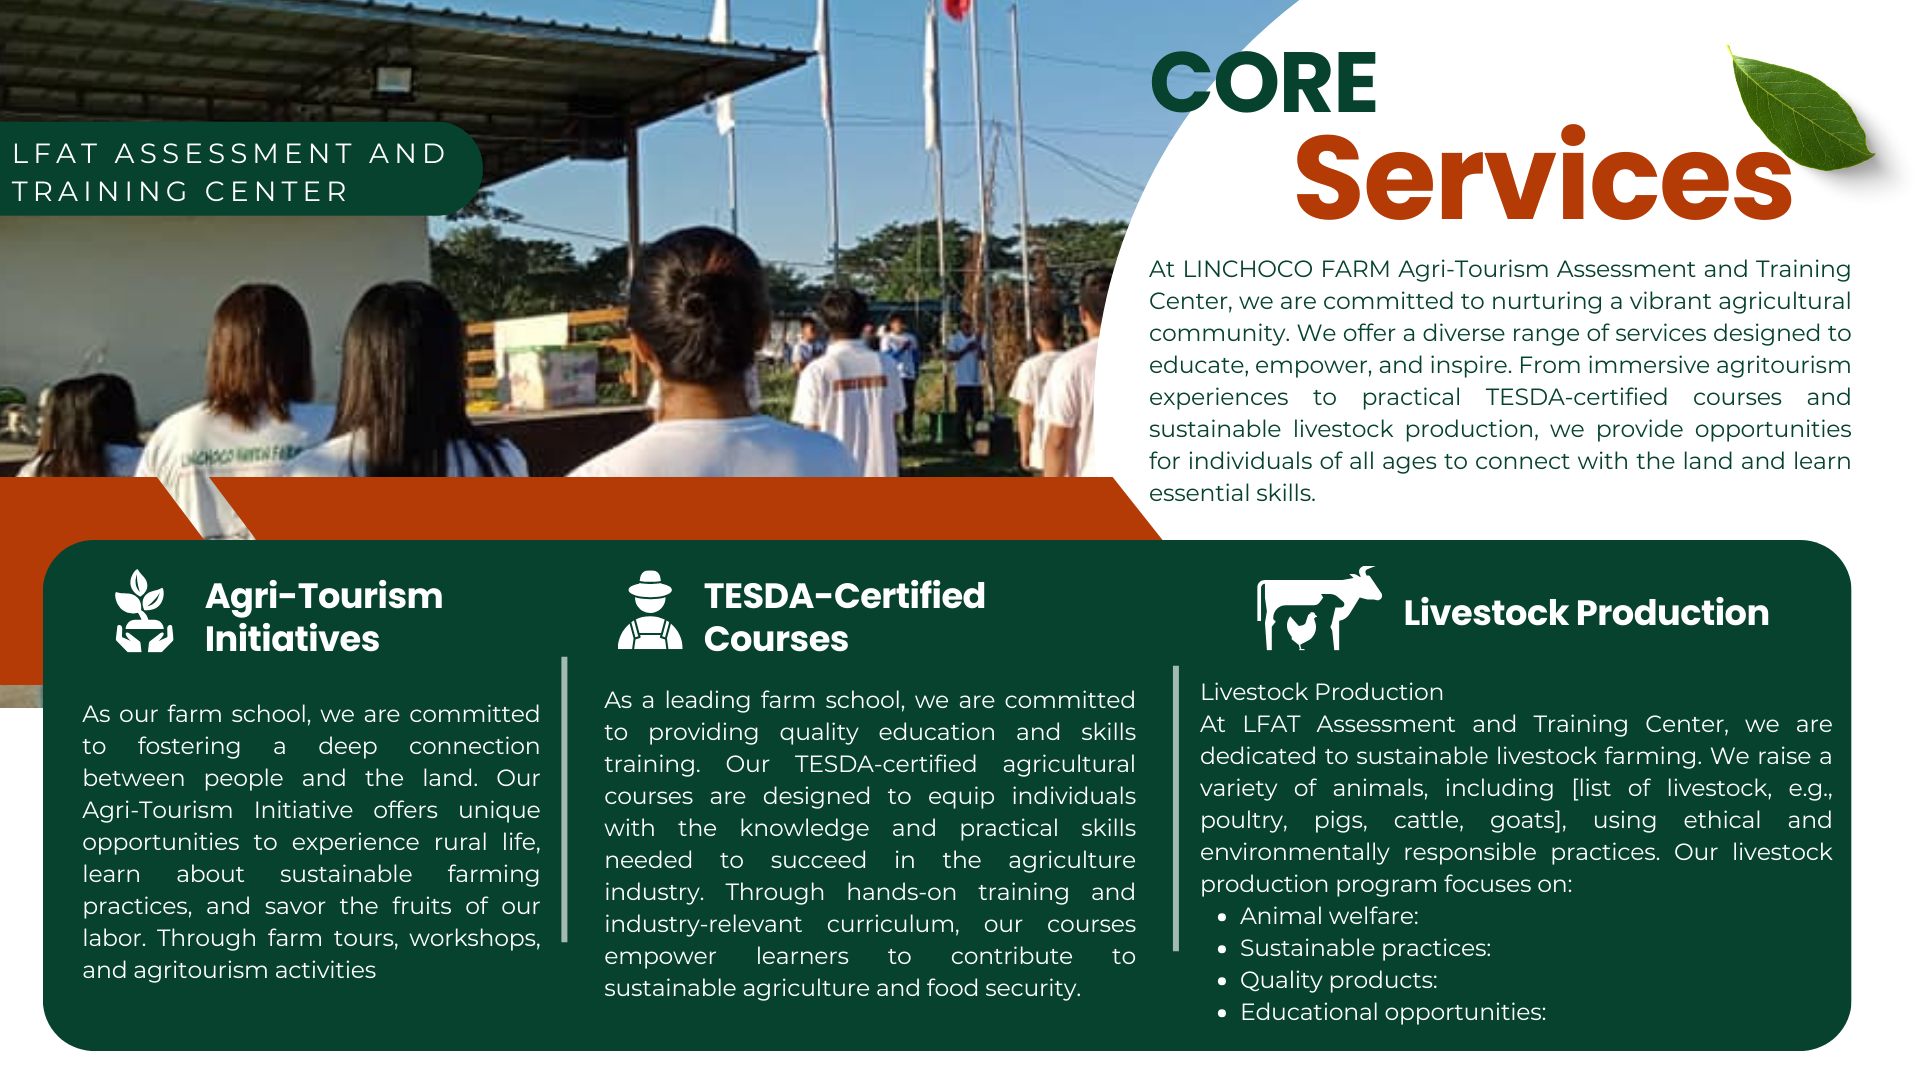 LFAT ASSESSMENT AND
TRAINING CENTER
CORE
Services
At LINCHOCO FARM Agri-Tourism Assessment and Training
Center, we are committed to nurturing a vibrant agricultural
community. We offer a diverse range of services designed to
educate, empower, and inspire. From immersive agritourism
experiences to practical TESDA-certified courses and
sustainable livestock production, we provide opportunities
for individuals of all ages to connect with the land and learn
essential skills.
Agri-Tourism
Initiatives
As our farm school, we are committed
to fostering a deep connection
between people and the land. Our
Agri-Tourism Initiative offers unique
opportunities to experience rural life,
learn about sustainable farming
practices, and savor the fruits of our
labor. Through farm tours, workshops,
and agritourism activities
TESDA-Certified
Courses
As a leading farm school, we are committed
to providing quality education and skills
training. Our TESDA-certified agricultural
courses are designed to equip individuals
with the knowledge and practical skills
needed to succeed in the agriculture
industry. Through hands-on training and
industry-relevant curriculum, our courses
empower learners to contribute to
sustainable agriculture and food security.
Livestock Production
Livestock Production
At LFAT Assessment and Training Center, we are
dedicated to sustainable livestock farming. We raise a
variety of animals, including [list of livestock, e.g.,
poultry, pigs, cattle, goats], using ethical and
environmentally responsible practices. Our livestock
production program focuses on:
• Animal welfare:
• Sustainable practices:
• Quality products:
• Educational opportunities: